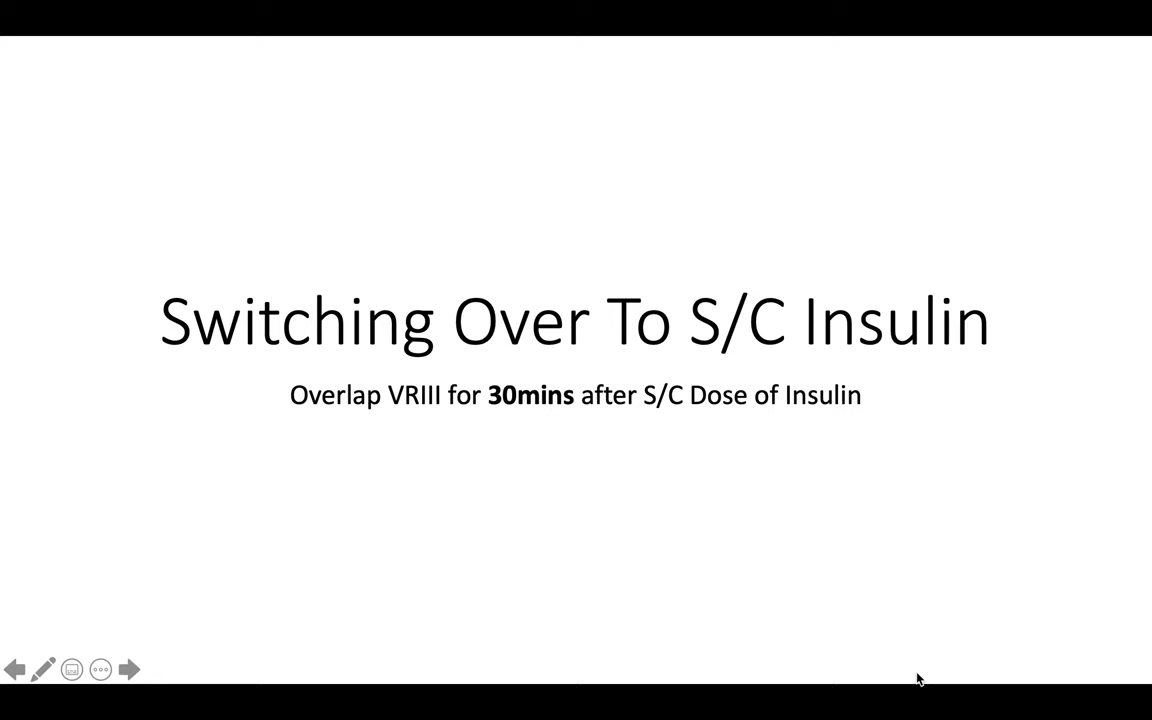 Switching Over To S/C Insulin
Overlap VRIII for 30mins after S/C Dose of Insulin